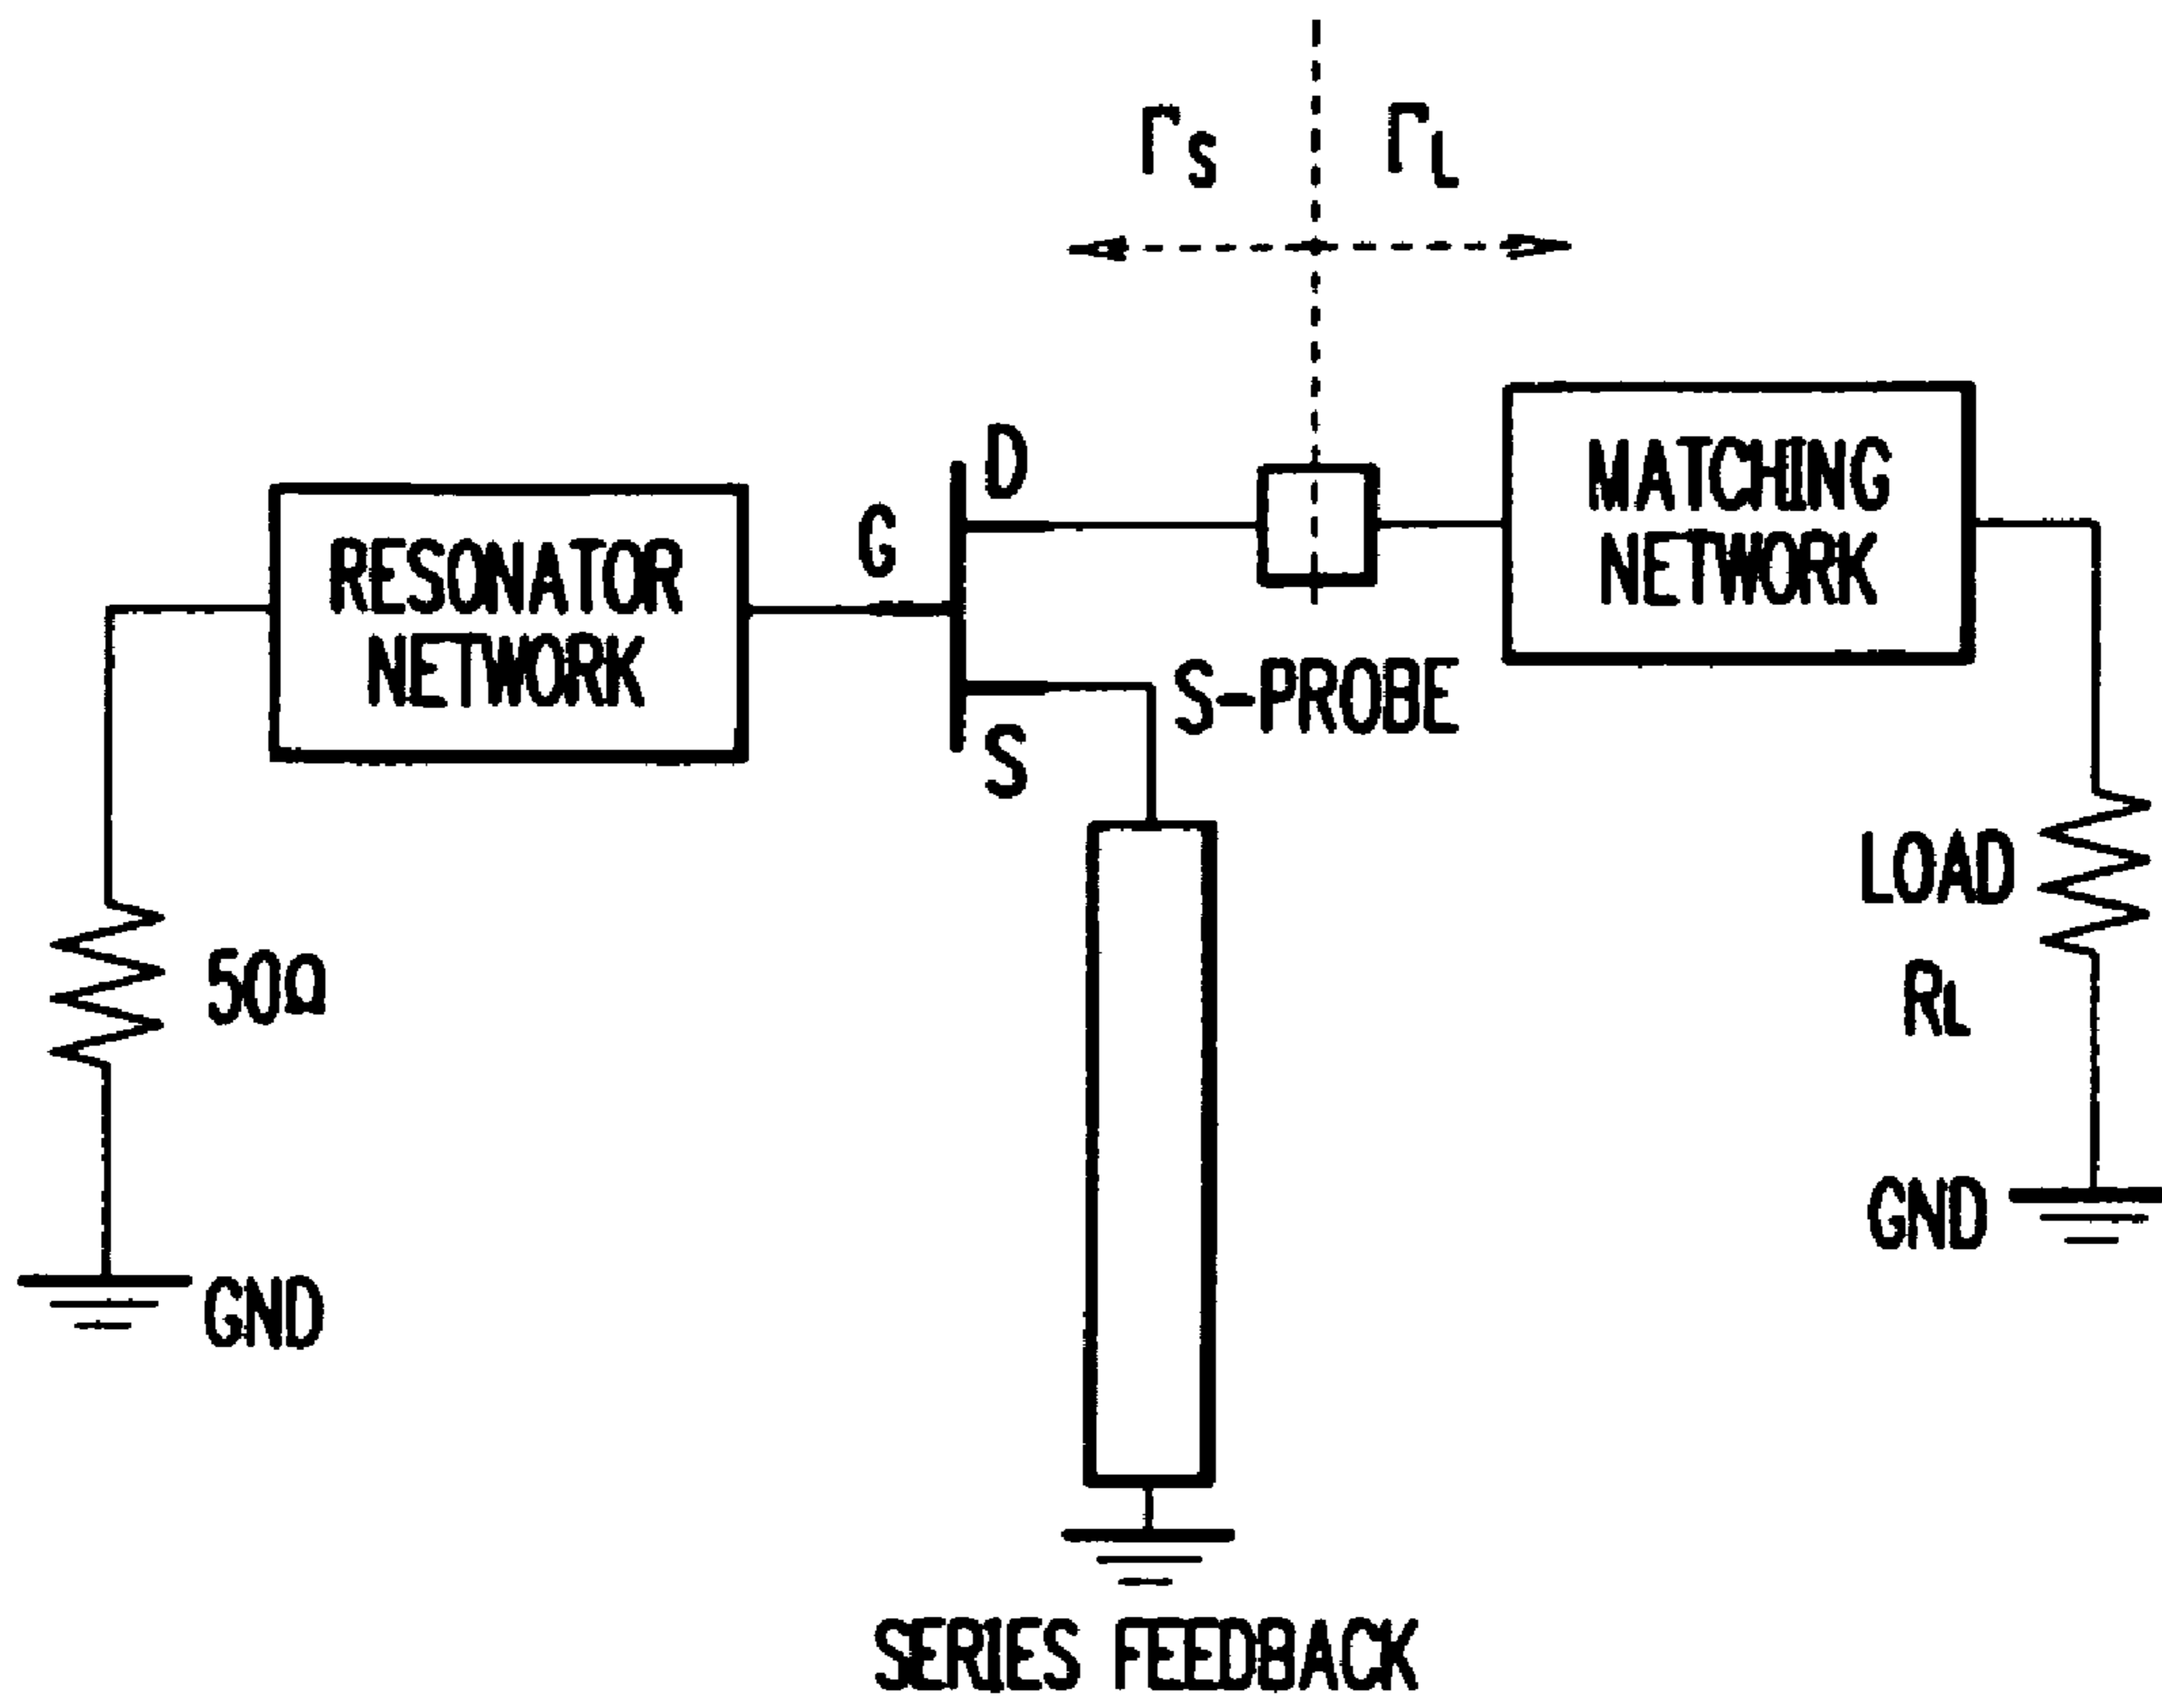 ΓS ΓL
D
G
MATCHING
NETWORK
RESONATOR
NETWORK
S-PROBE
S
LOAD
RL
50Ω
GND
GND
SERIES FEEDBACK